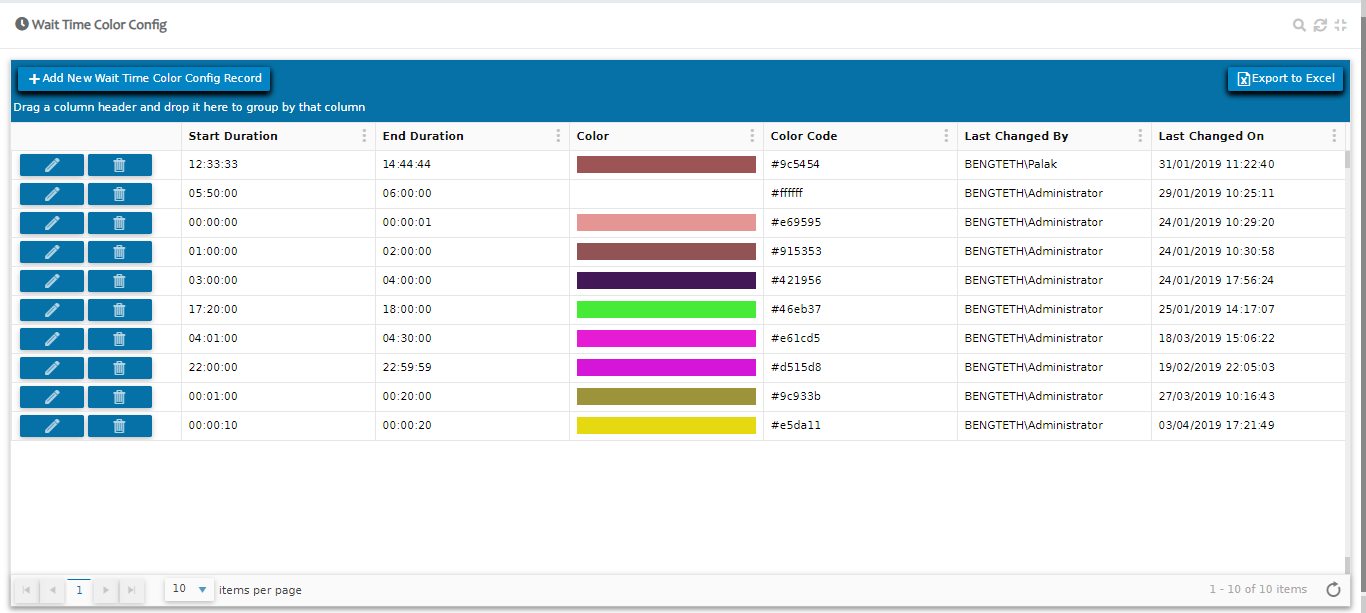 Wait Time Color Config
Add New Wait Time Color Config Record Export to Excel
Drag a column header and drop it here to group by that column
Start Duration End Duration Color Color Code Last Changed By Last Changed On
12:33:33 14:44:44 #9c5454 BENGTETH\Palak 31/01/2019 11:22:40
05:50:00 06:00:00 #ffffff BENGTETH\Administrator 29/01/2019 10:25:11
00:00:00 00:00:01 #e69595 BENGTETH\Administrator 24/01/2019 10:29:20
01:00:00 02:00:00 #915353 BENGTETH\Administrator 24/01/2019 10:30:58
03:00:00 04:00:00 #421956 BENGTETH\Administrator 24/01/2019 17:56:24
17:20:00 18:00:00 #46eb37 BENGTETH\Administrator 25/01/2019 14:17:07
04:01:00 04:30:00 #e61cd5 BENGTETH\Administrator 18/03/2019 15:06:22
22:00:00 22:59:59 #d515d8 BENGTETH\Administrator 19/02/2019 22:05:03
00:01:00 00:20:00 #9c933b BENGTETH\Administrator 27/03/2019 10:16:43
00:00:10 00:00:20 #e5da11 BENGTETH\Administrator 03/04/2019 17:21:49
1 10 items per page 1 - 10 of 10 items